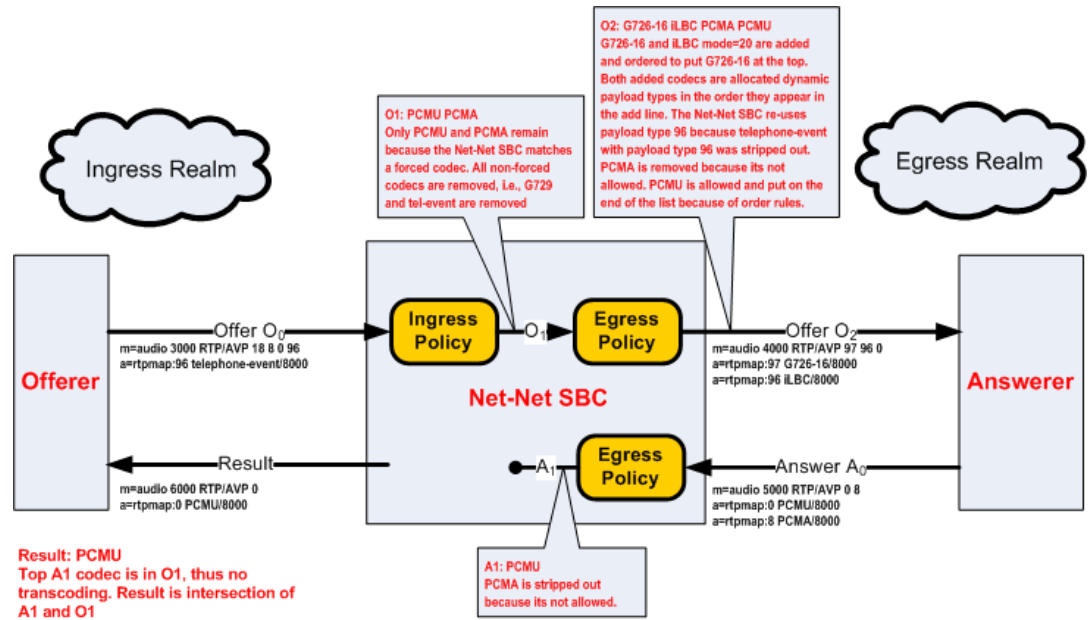 O2: G726-16 iLBC PCMA PCMU
G726-16 and iLBC mode=20 are added
and ordered to put G726-16 at the top.
Both added codecs are allocated dynamic
payload types in the order they appear in
the add line. The Net-Net SBC re-uses
payload type 96 because telephone-event
with payload type 96 was stripped out.
PCMA is removed because its not
allowed. PCMU is allowed and put on the
end of the list because of order rules.
O1: PCMU PCMA
Only PCMU and PCMA remain
because the Net-Net SBC matches
a forced codec. All non-forced
codecs are removed, i.e., G729
and tel-event are removed
Ingress Realm
Egress Realm
Offerer
Offer O0
m=audio 3000 RTP/AVP 18 8 0 96
a=rtpmap:96 telephone-event/8000
Ingress
Policy
O1
Egress
Policy
Offer O2
m=audio 4000 RTP/AVP 97 96 0
a=rtpmap:97 G726-16/8000
a=rtpmap:96 iLBC/8000
Answerer
Net-Net SBC
Result
m=audio 6000 RTP/AVP 0
a=rtpmap:0 PCMU/8000
A1
Egress
Policy
Answer A0
m=audio 5000 RTP/AVP 0 8
a=rtpmap:0 PCMU/8000
a=rtpmap:8 PCMA/8000
Result: PCMU
Top A1 codec is in O1, thus no
transcoding. Result is intersection of
A1 and O1
A1: PCMU
PCMA is stripped out
because its not allowed.